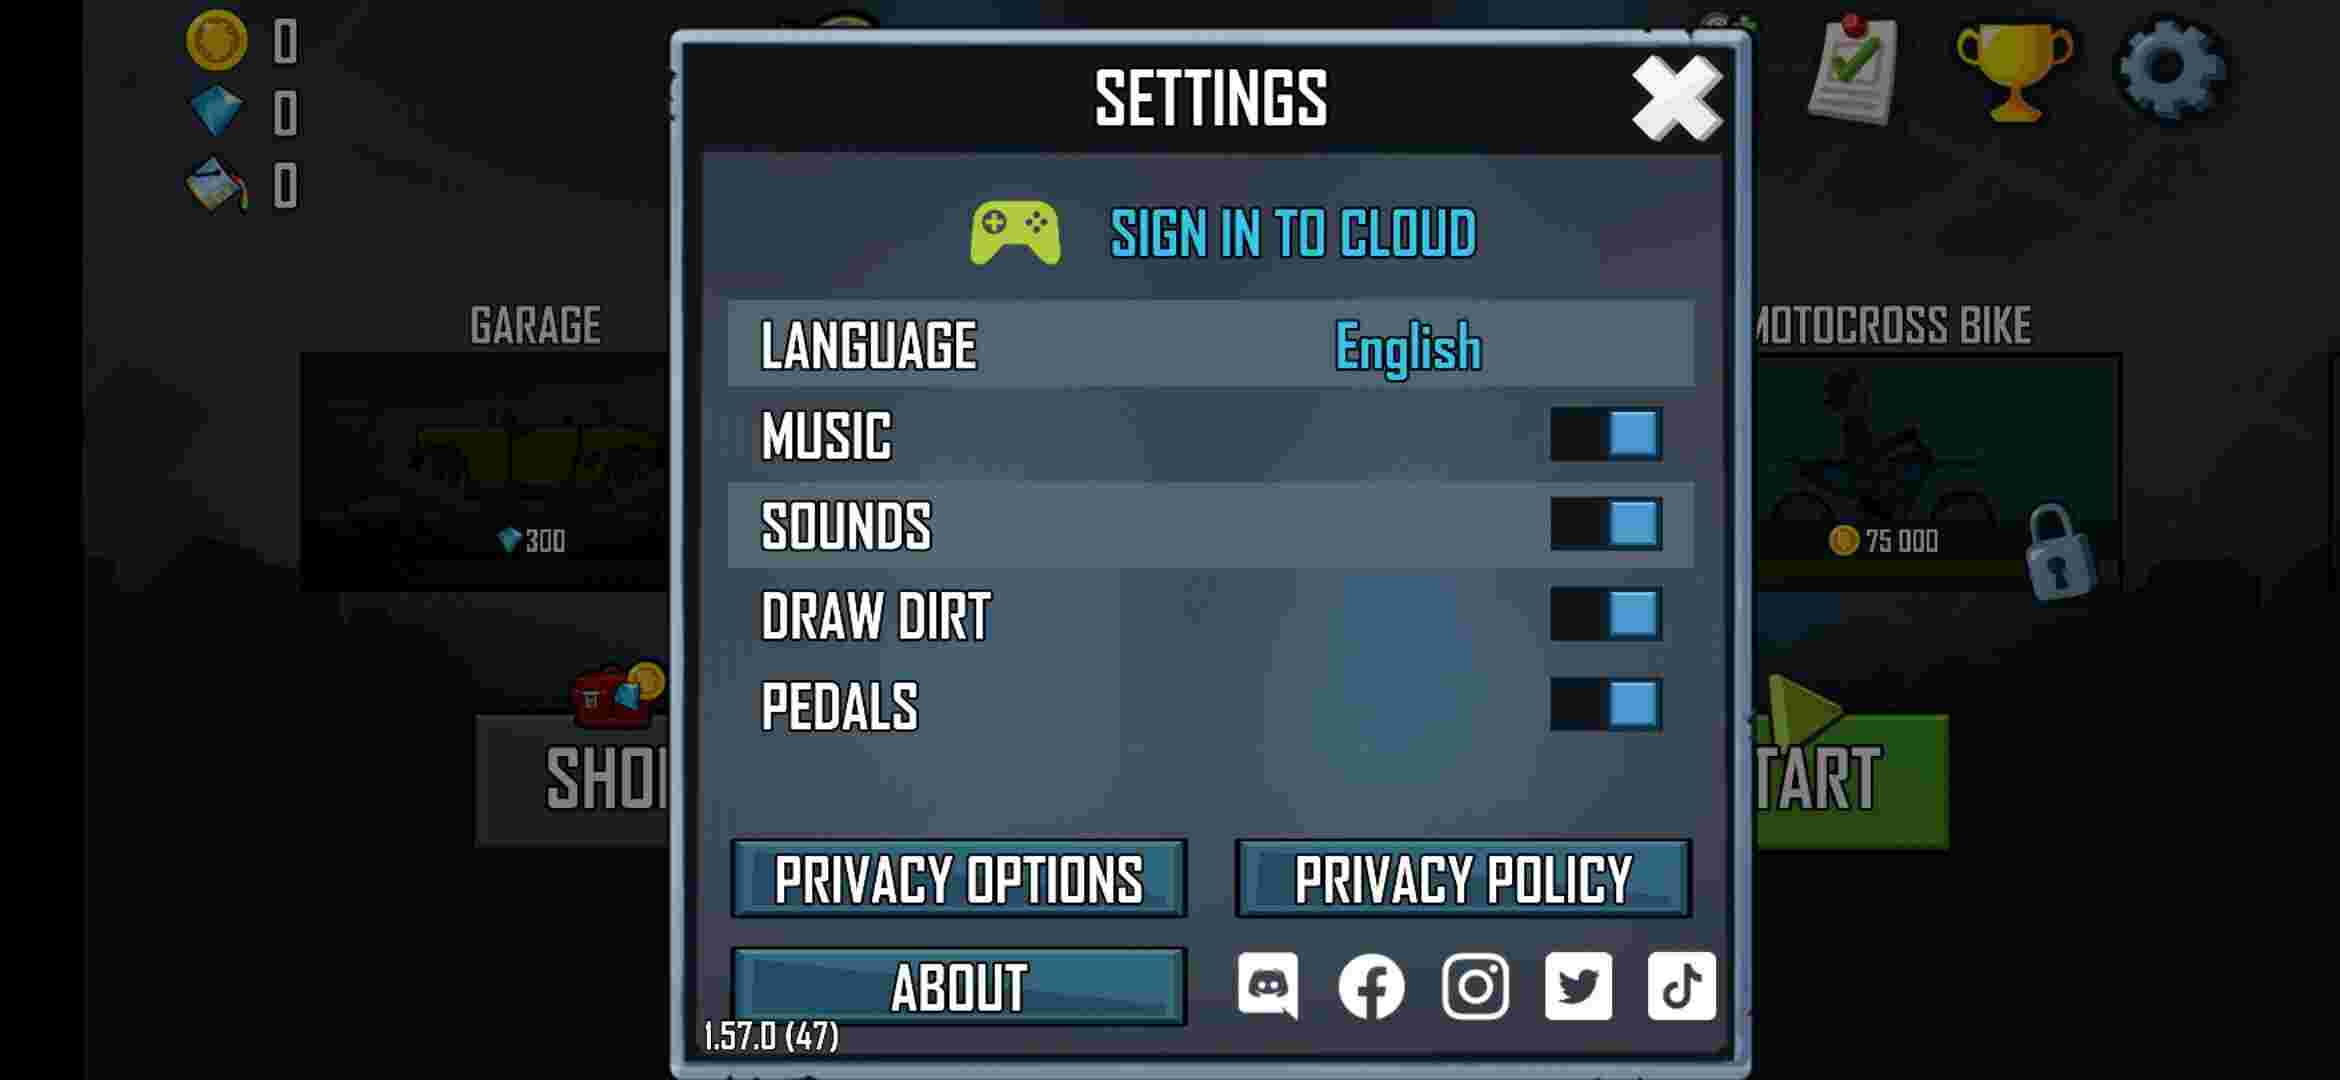 0
0
0
SETTINGS
SIGN IN TO CLOUD
GARAGE
MOTOCROSS BIKE
LANGUAGE English
MUSIC
SOUNDS
300
75 000
DRAW DIRT
PEDALS
SHO
TART
PRIVACY OPTIONS PRIVACY POLICY
ABOUT
1.57.0 (47)